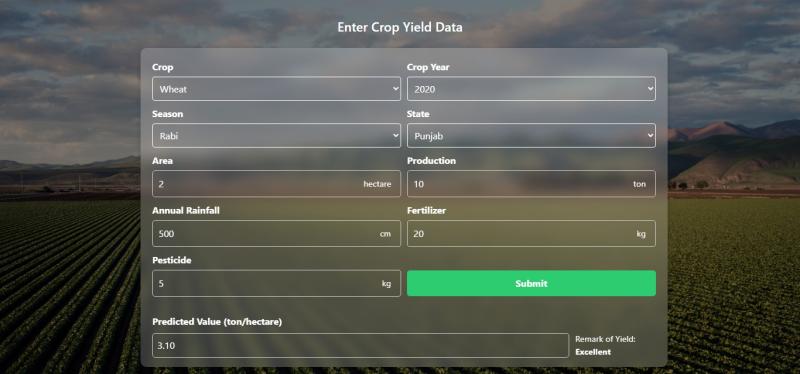 Enter Crop Yield Data
Crop
Crop Year
Wheat
2020
Season
State
Rabi
Punjab
Area
Production
2 hectare
10 ton
Annual Rainfall
Fertilizer
500 cm
20 kg
Pesticide
5 kg
Submit
Predicted Value (ton/hectare)
3.10
Remark of Yield:
Excellent